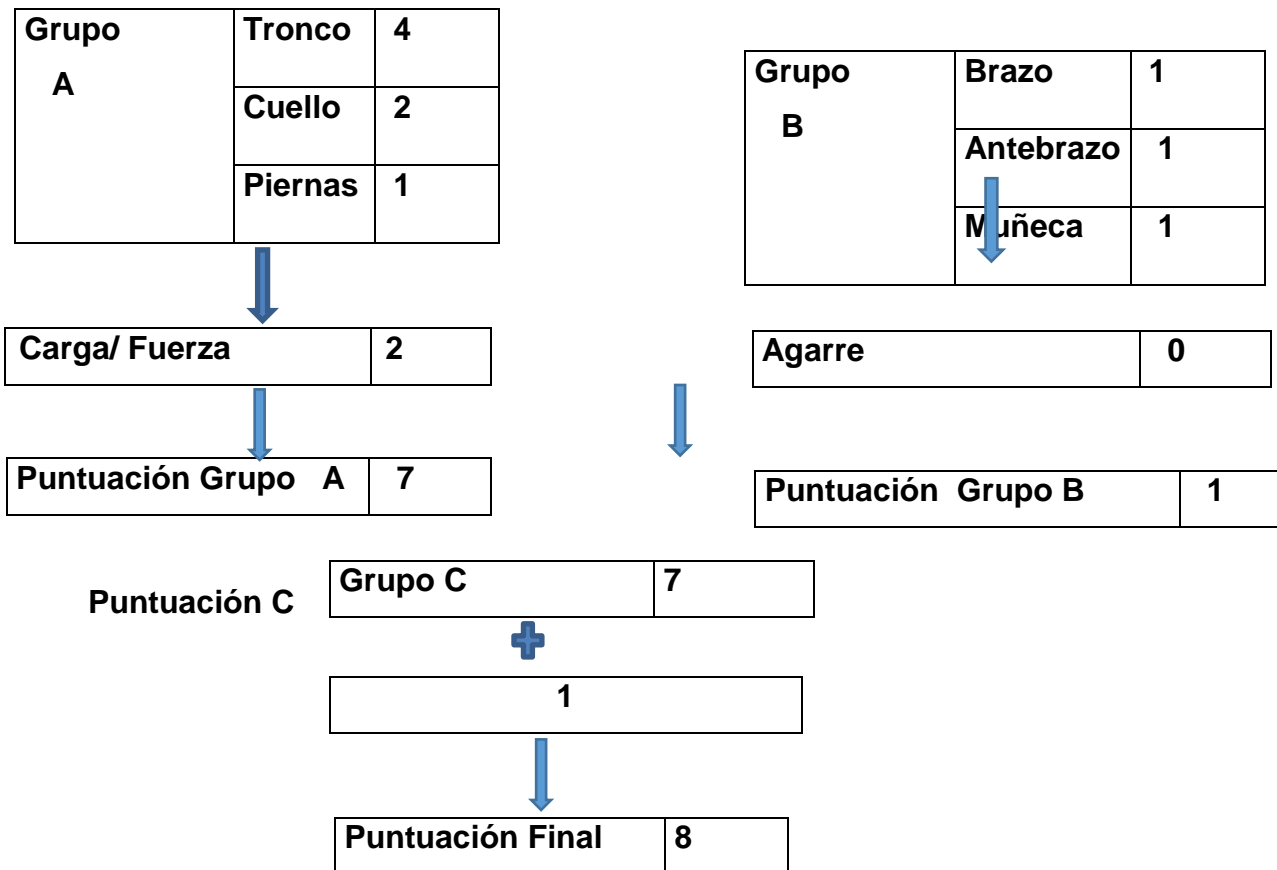 Grupo
A
Tronco 4
Cuello 2
Piernas 1
Carga/ Fuerza 2
Puntuación Grupo A 7
Grupo
B
Brazo 1
Antebrazo 1
Muñeca 1
Agarre 0
Puntuación Grupo B 1
Puntuación C
Grupo C 7
1
Puntuación Final 8